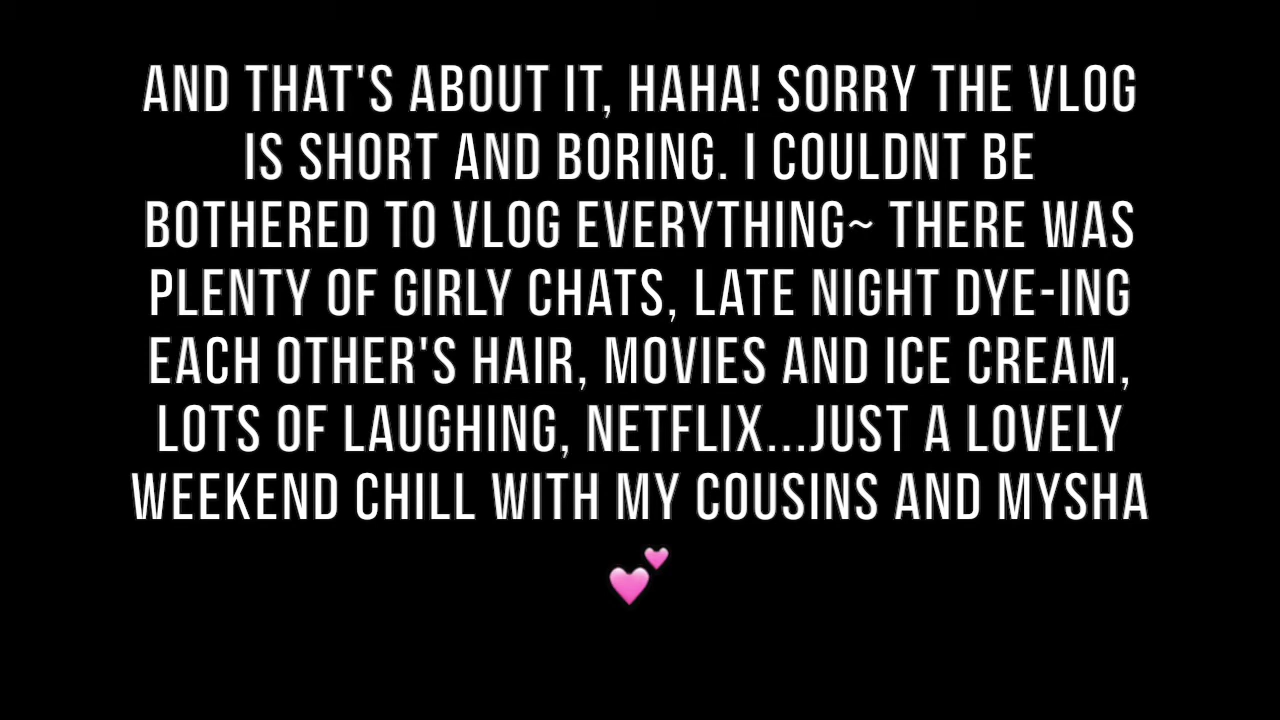 AND THAT'S ABOUT IT, HAHA! SORRY THE VLOG
IS SHORT AND BORING. I COULDNT BE
BOTHERED TO VLOG EVERYTHING~ THERE WAS
PLENTY OF GIRLY CHATS, LATE NIGHT DYE-ING
EACH OTHER'S HAIR, MOVIES AND ICE CREAM,
LOTS OF LAUGHING, NETFLIX...JUST A LOVELY
WEEKEND CHILL WITH MY COUSINS AND MYSHA
💕